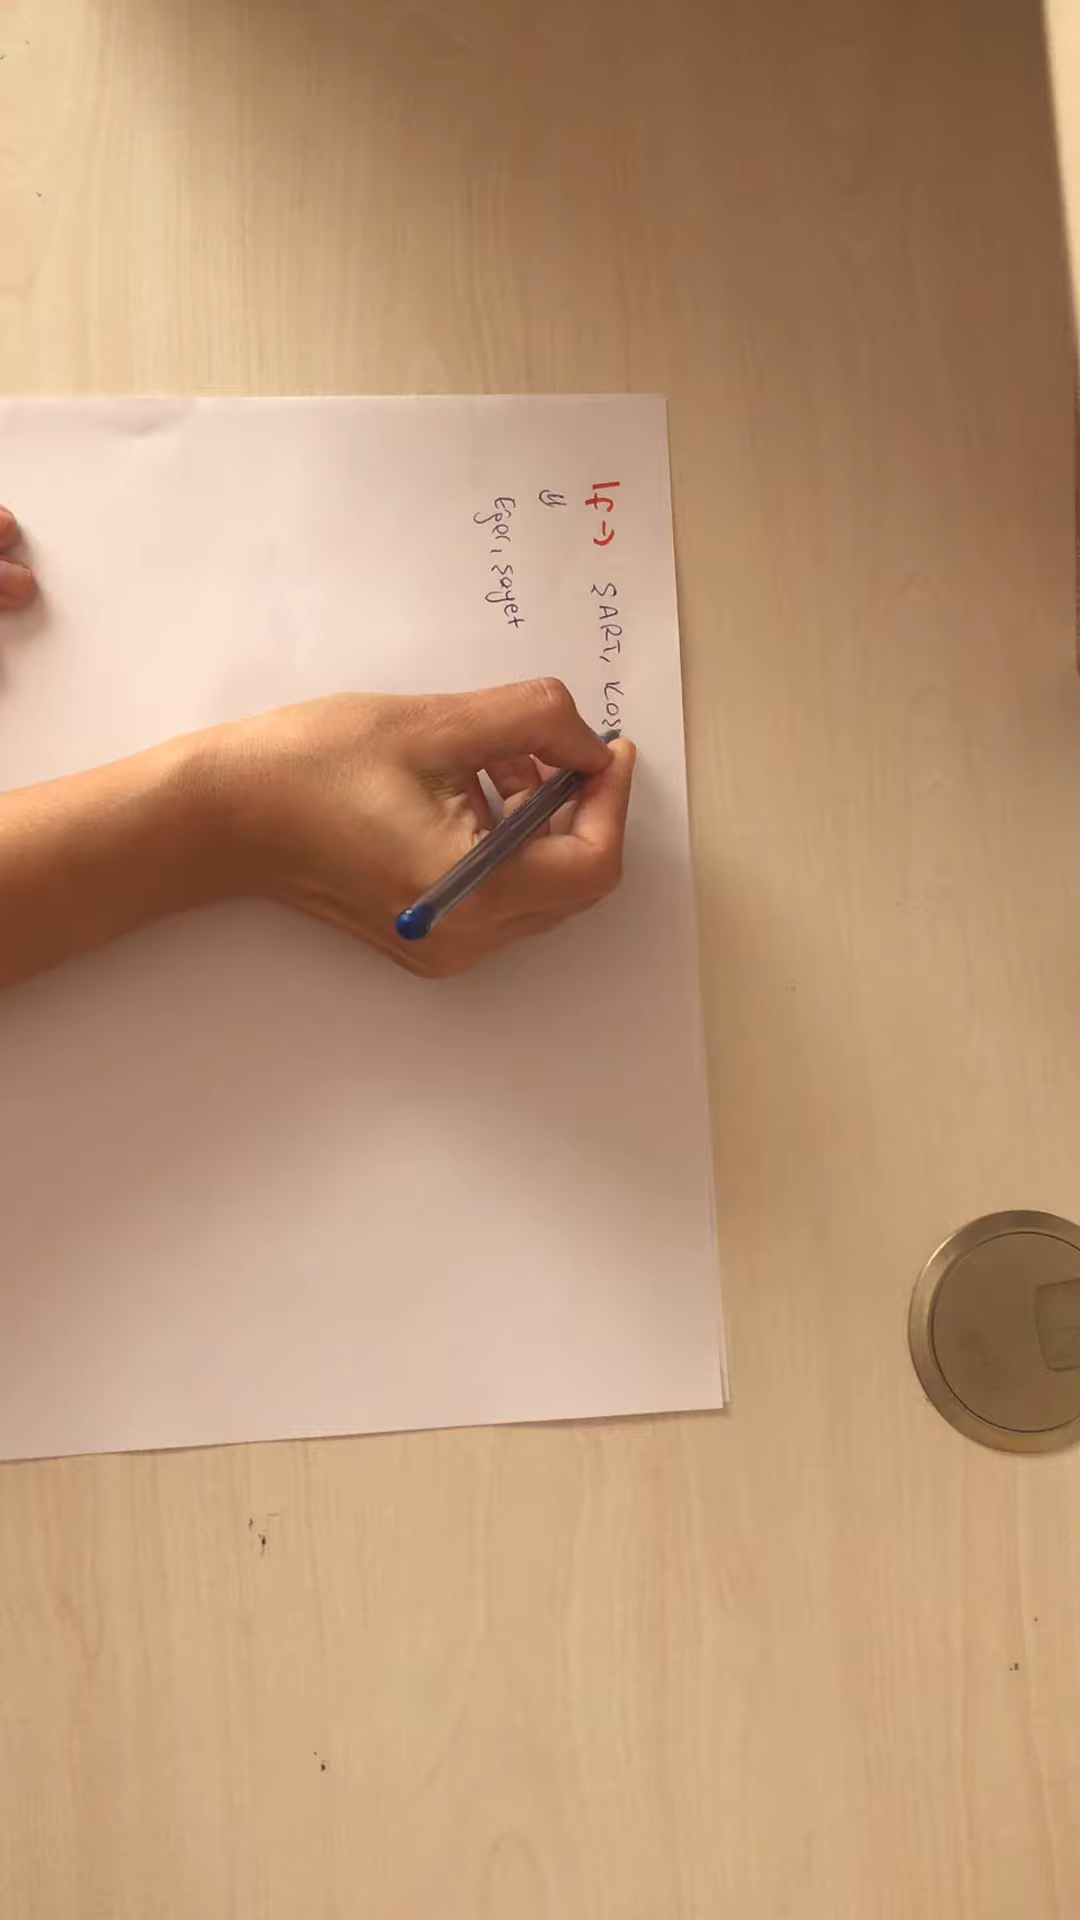 If → ŞART, KOŞ
⇓
Eğer, şayet